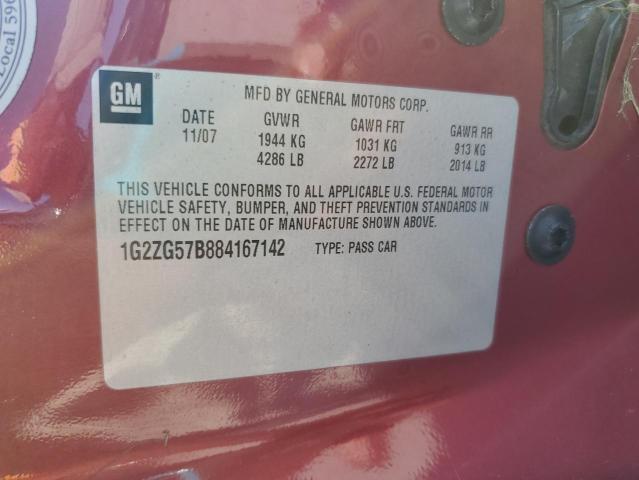 Local 596
GM
®
MFD BY GENERAL MOTORS CORP.
DATE GVWR GAWR FRT GAWR RR
11/07 1944 KG 1031 KG 913 KG
4286 LB 2272 LB 2014 LB
THIS VEHICLE CONFORMS TO ALL APPLICABLE U.S. FEDERAL MOTOR
VEHICLE SAFETY, BUMPER, AND THEFT PREVENTION STANDARDS IN
EFFECT ON THE DATE OF MANUFACTURE SHOWN ABOVE.
1G2ZG57B884167142 TYPE: PASS CAR